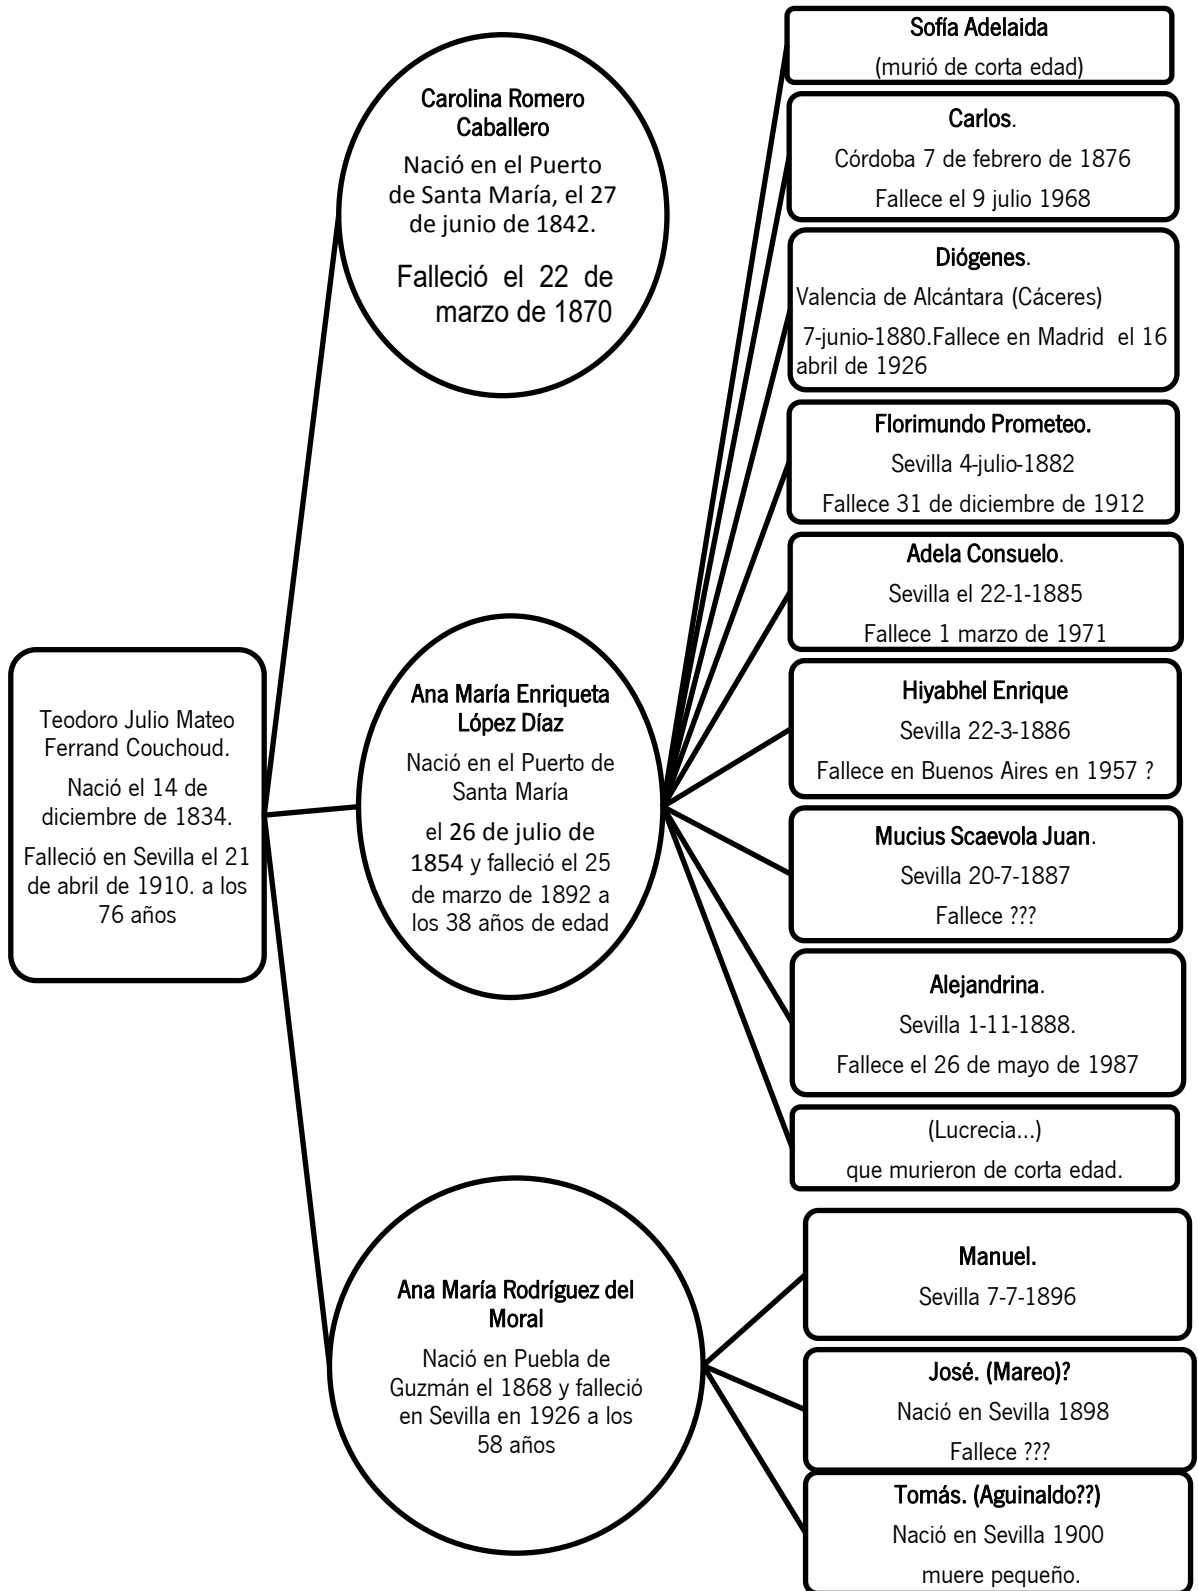 Teodoro Julio Mateo
Ferrand Couchoud.
Nació el 14 de
diciembre de 1834.
Falleció en Sevilla el 21
de abril de 1910. a los
76 años
Carolina Romero
Caballero
Nació en el Puerto
de Santa María, el 27
de junio de 1842.
Falleció el 22 de
marzo de 1870
Ana María Enriqueta
López Díaz
Nació en el Puerto de
Santa María
el 26 de julio de
1854 y falleció el 25
de marzo de 1892 a
los 38 años de edad
Sofía Adelaida
(murió de corta edad)
Carlos.
Córdoba 7 de febrero de 1876
Fallece el 9 julio 1968
Diógenes.
Valencia de Alcántara (Cáceres)
7-junio-1880.Fallece en Madrid el 16
abril de 1926
Florimundo Prometeo.
Sevilla 4-julio-1882
Fallece 31 de diciembre de 1912
Adela Consuelo.
Sevilla el 22-1-1885
Fallece 1 marzo de 1971
Hiyabhel Enrique
Sevilla 22-3-1886
Fallece en Buenos Aires en 1957 ?
Mucius Scaevola Juan.
Sevilla 20-7-1887
Fallece ???
Alejandrina.
Sevilla 1-11-1888.
Fallece el 26 de mayo de 1987
(Lucrecia...)
que murieron de corta edad.
Ana María Rodríguez del
Moral
Nació en Puebla de
Guzmán el 1868 y falleció
en Sevilla en 1926 a los
58 años
Manuel.
Sevilla 7-7-1896
José. (Mareo)?
Nació en Sevilla 1898
Fallece ???
Tomás. (Aguinaldo??)
Nació en Sevilla 1900
muere pequeño.